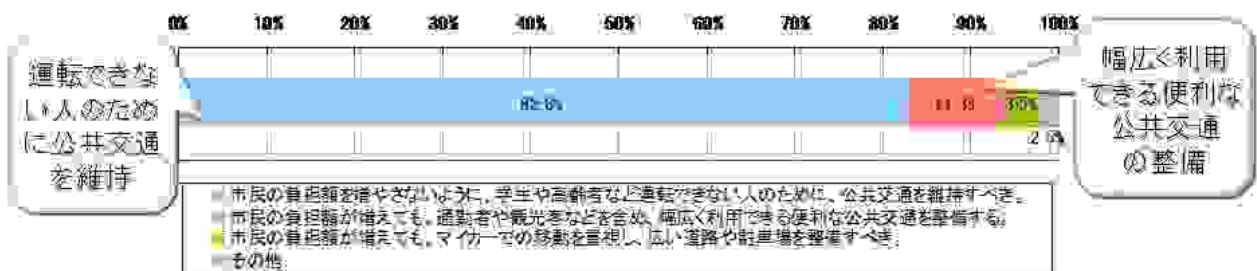 0% 10% 20% 30% 40% 50% 60% 70% 80% 90% 100%
運転できな
い人のため
に公共交通
を維持
幅広く利用
できる便利な
公共交通
の整備
市民の負担額を増やさないように、学生や高齢者など運転できない人のために、公共交通を維持すべき。
市民の負担額が増えても、通勤者や観光者などを含め、幅広く利用できる便利な公共交通を整備する。
市民の負担額が増えても、マイカーでの移動を重視し、広い道路や駐車場を整備すべき。
その他